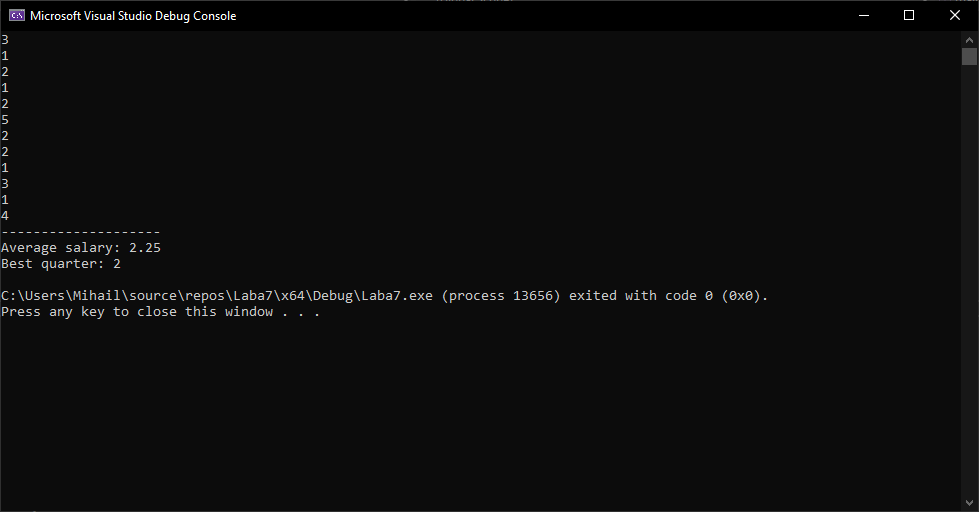 Microsoft Visual Studio Debug Console
3
1
2
1
2
5
2
2
1
3
1
4
--------------------
Average salary: 2.25
Best quarter: 2
C:\Users\Mihail\source\repos\Laba7\x64\Debug\Laba7.exe (process 13656) exited with code 0 (0x0).
Press any key to close this window . . .